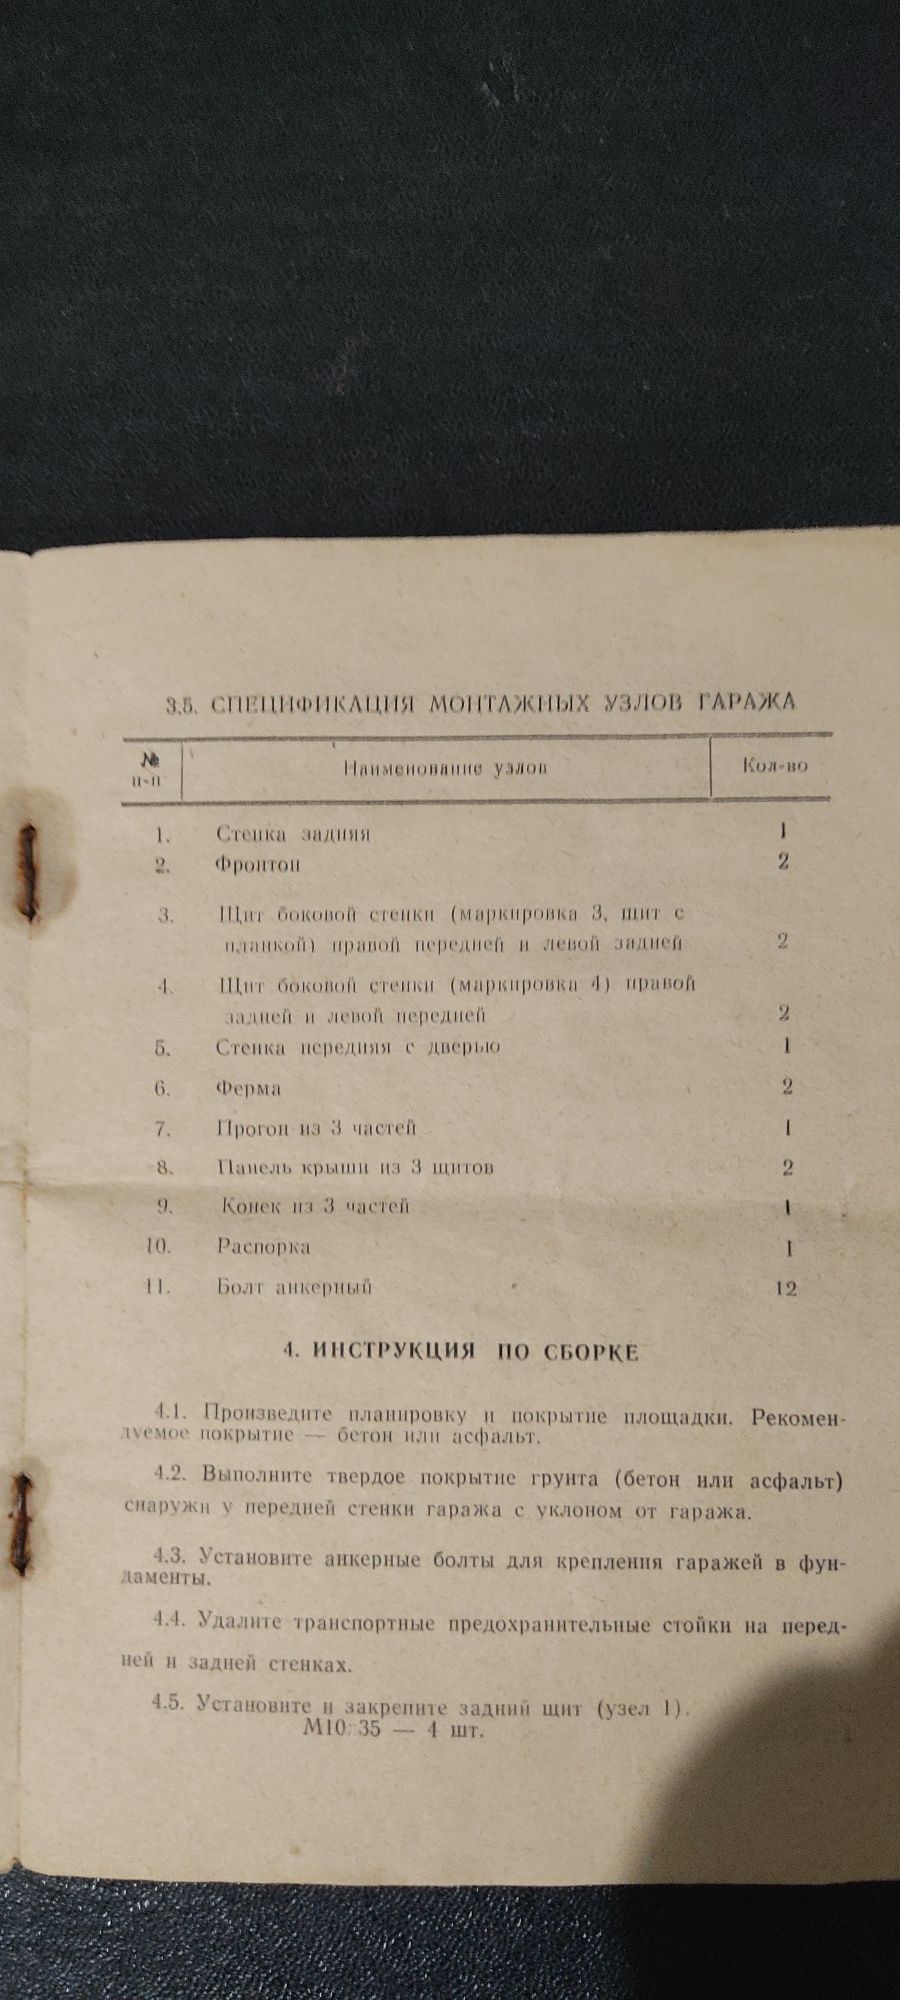 3.5. СПЕЦИФИКАЦИЯ МОНТАЖНЫХ УЗЛОВ ГАРАЖА
№ п-п Наименование узлов Кол-во
1. Стенка задняя 1
2. Фронтон 2
3. Щит боковой стенки (маркировка 3, щит с
планкой) правой передней и левой задней 2
4. Щит боковой стенки (маркировка 4) правой
задней и левой передней 2
5. Стенка передняя с дверью 1
6. Ферма 2
7. Прогон из 3 частей 1
8. Панель крыши из 3 щитов 2
9. Конек из 3 частей 1
10. Распорка 1
11. Болт анкерный 12
4. ИНСТРУКЦИЯ ПО СБОРКЕ
4.1. Произведите планировку и покрытие площадки. Рекомен-
дуемое покрытие — бетон или асфальт.
4.2. Выполните твердое покрытие грунта (бетон или асфальт)
снаружи у передней стенки гаража с уклоном от гаража.
4.3. Установите анкерные болты для крепления гаражей в фун-
даменты.
4.4. Удалите транспортные предохранительные стойки на перед-
ней и задней стенках.
4.5. Установите и закрепите задний щит (узел 1).
М10×35 — 4 шт.